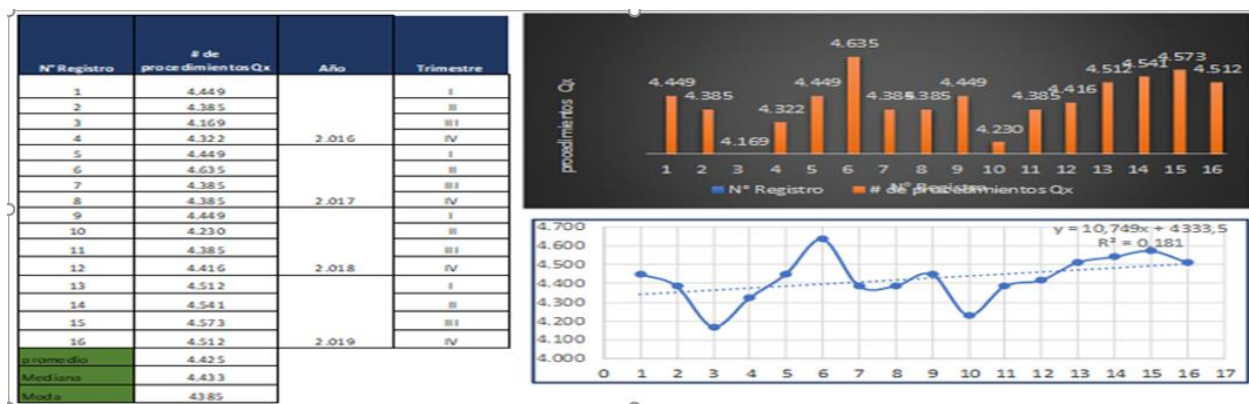 N° Registro # de procedimientos Qx Año Trimestre
1 4.449 I
2 4.385 II
3 4.169 III
4 4.322 2.016 IV
5 4.449 I
6 4.635 II
7 4.385 III
8 4.385 2.017 IV
9 4.449 I
10 4.230 II
11 4.385 III
12 4.416 2.018 IV
13 4.512 I
14 4.541 II
15 4.573 III
16 4.512 2.019 IV
promedio 4.425
Mediana 4.433
Moda 4385
procedimientos Qx
4.449 4.385 4.169 4.322 4.449 4.635 4.385 4.385 4.449 4.230 4.385 4.416 4.512 4.541 4.573 4.512
1 2 3 4 5 6 7 8 9 10 11 12 13 14 15 16
N° Registro
N° Registro # de procedimientos Qx
y = 10,749x + 4333,5
R² = 0,181
4.700
4.600
4.500
4.400
4.300
4.200
4.100
4.000
0 1 2 3 4 5 6 7 8 9 10 11 12 13 14 15 16 17